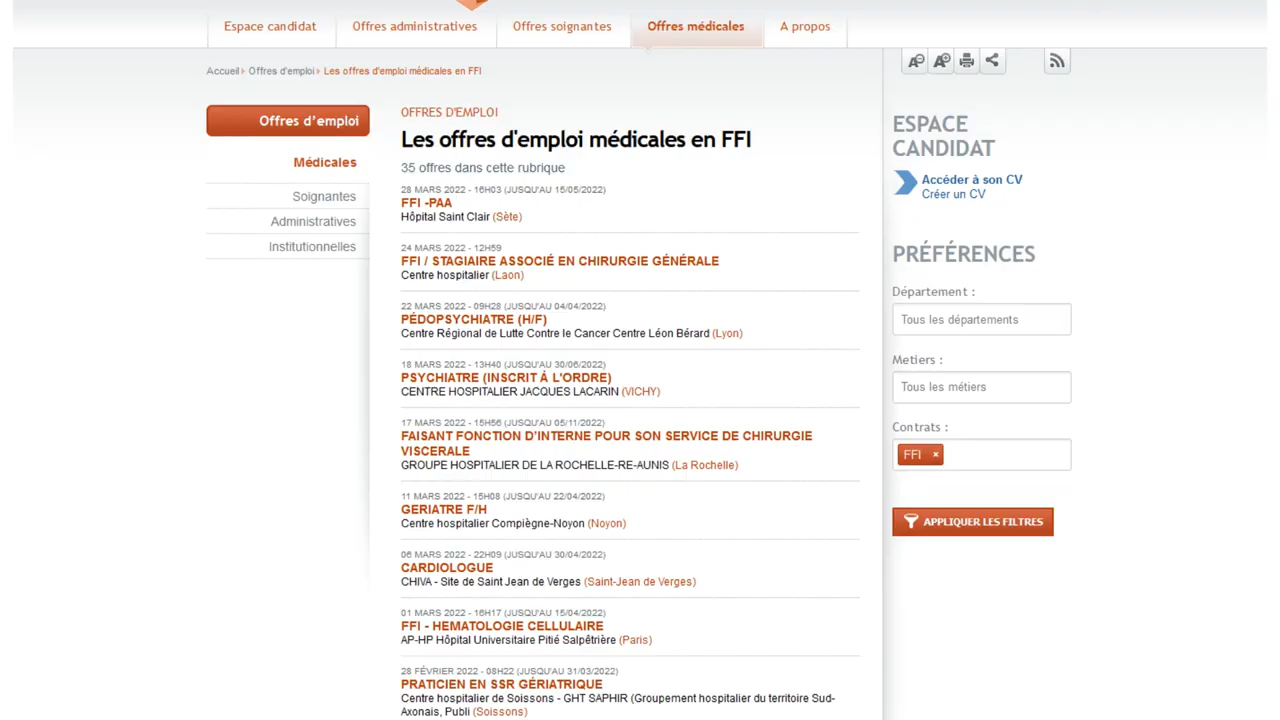 Espace candidat
Offres administratives
Offres soignantes
Offres médicales
A propos
Accueil Offres d'emploi Les offres d'emploi médicales en FFI
Offres d'emploi
Médicales
Soignantes
Administratives
Institutionnelles
OFFRES D'EMPLOI
Les offres d'emploi médicales en FFI
35 offres dans cette rubrique
28 MARS 2022 - 16H03 (JUSQU'AU 15/05/2022)
FFI -PAA
Hôpital Saint Clair (Sète)
24 MARS 2022 - 12H59
FFI / STAGIAIRE ASSOCIÉ EN CHIRURGIE GÉNÉRALE
Centre hospitalier (Laon)
22 MARS 2022 - 09H28 (JUSQU'AU 04/04/2022)
PÉDOPSYCHIATRE (H/F)
Centre Régional de Lutte Contre le Cancer Centre Léon Bérard (Lyon)
18 MARS 2022 - 13H40 (JUSQU'AU 30/06/2022)
PSYCHIATRE (INSCRIT À L'ORDRE)
CENTRE HOSPITALIER JACQUES LACARIN (VICHY)
17 MARS 2022 - 15H56 (JUSQU'AU 05/11/2022)
FAISANT FONCTION D'INTERNE POUR SON SERVICE DE CHIRURGIE
VISCERALE
GROUPE HOSPITALIER DE LA ROCHELLE-RE-AUNIS (La Rochelle)
11 MARS 2022 - 15H08 (JUSQU'AU 22/04/2022)
GERIATRE F/H
Centre hospitalier Compiègne-Noyon (Noyon)
06 MARS 2022 - 22H09 (JUSQU'AU 30/04/2022)
CARDIOLOGUE
CHIVA - Site de Saint Jean de Verges (Saint-Jean de Verges)
01 MARS 2022 - 16H17 (JUSQU'AU 15/04/2022)
FFI - HEMATOLOGIE CELLULAIRE
AP-HP Hôpital Universitaire Pitié Salpêtrière (Paris)
28 FÉVRIER 2022 - 08H22 (JUSQU'AU 31/03/2022)
PRATICIEN EN SSR GÉRIATRIQUE
Centre hospitalier de Soissons - GHT SAPHIR (Groupement hospitalier du territoire Sud-
Axonais, Publi (Soissons)
ESPACE
CANDIDAT
Accéder à son CV
Créer un CV
PRÉFÉRENCES
Département :
Tous les départements
Metiers :
Tous les métiers
Contrats :
FFI ×
APPLIQUER LES FILTRES